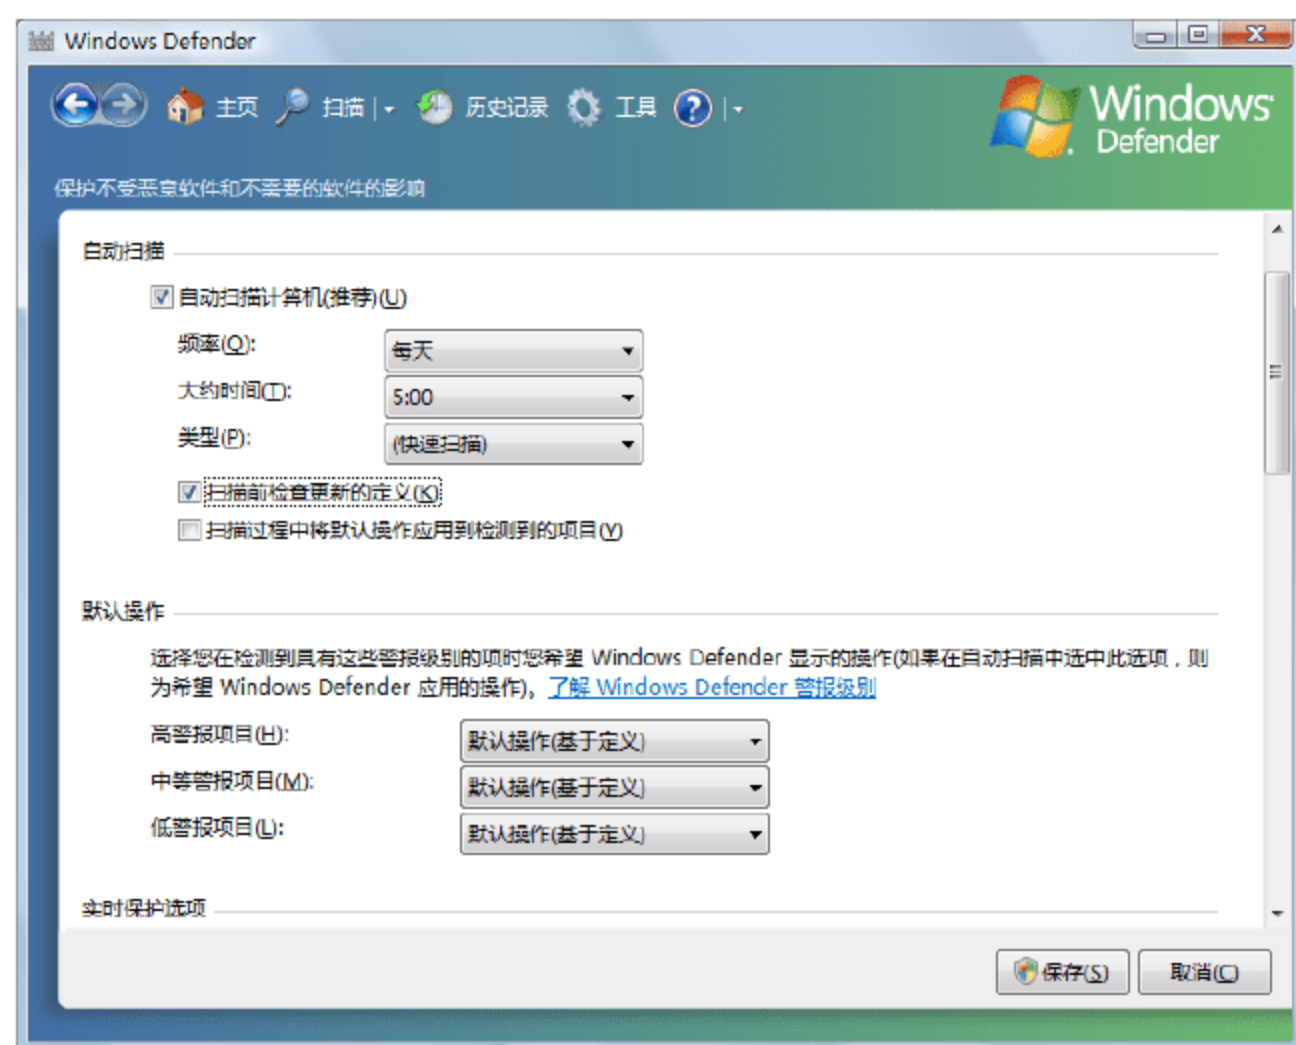 Windows Defender
主页 扫描 历史记录 工具 ?
Windows
Defender
保护不受恶意软件和不需要的软件的影响
自动扫描
自动扫描计算机(推荐)(U)
频率(Q): 每天
大约时间(T): 5:00
类型(P): (快速扫描)
扫描前检查更新的定义(K)
扫描过程中将默认操作应用到检测到的项目(Y)
默认操作
选择您在检测到具有这些警报级别的项时您希望 Windows Defender 显示的操作(如果在自动扫描中选中此选项，则
为希望 Windows Defender 应用的操作)。了解 Windows Defender 警报级别
高警报项目(H): 默认操作(基于定义)
中等警报项目(M): 默认操作(基于定义)
低警报项目(L): 默认操作(基于定义)
实时保护选项
保存(S) 取消(C)